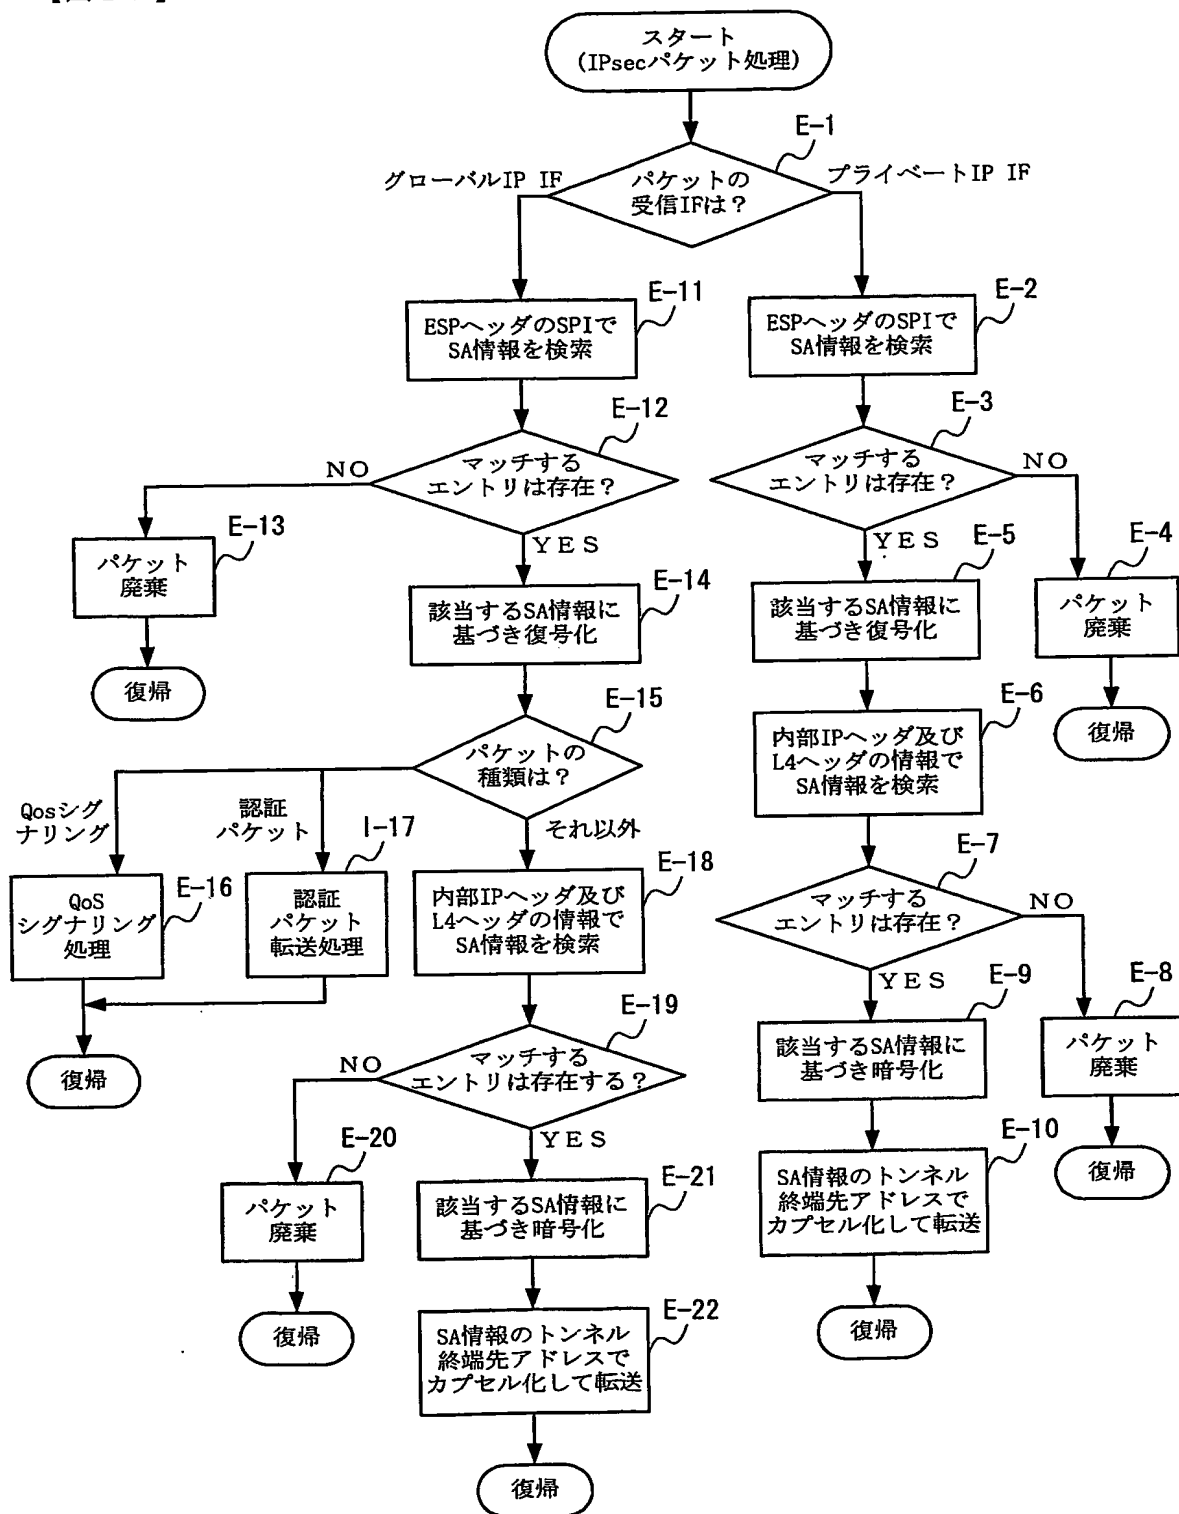 スタート
(IPsecパケット処理)
E-1
グローバルIP IF
プライベートIP IF
パケットの
受信IFは？
E-11
ESPヘッダのSPIで
SA情報を検索
E-2
ESPヘッダのSPIで
SA情報を検索
E-12
マッチする
エントリは存在？
NO
YES
E-3
マッチする
エントリは存在？
NO
YES
E-13
パケット
廃棄
復帰
E-14
該当するSA情報に
基づき復号化
E-5
該当するSA情報に
基づき復号化
E-4
パケット
廃棄
復帰
E-15
パケットの
種類は？
E-6
内部IPヘッダ及び
L4ヘッダの情報で
SA情報を検索
Qosシグ
ナリング
認証
パケット
それ以外
E-16
QoS
シグナリング
処理
I-17
認証
パケット
転送処理
復帰
E-18
内部IPヘッダ及び
L4ヘッダの情報で
SA情報を検索
E-7
マッチする
エントリは存在？
NO
YES
E-19
マッチする
エントリは存在する？
NO
YES
E-9
該当するSA情報に
基づき暗号化
E-8
パケット
廃棄
復帰
E-20
パケット
廃棄
復帰
E-21
該当するSA情報に
基づき暗号化
E-10
SA情報のトンネル
終端先アドレスで
カプセル化して転送
復帰
E-22
SA情報のトンネル
終端先アドレスで
カプセル化して転送
復帰